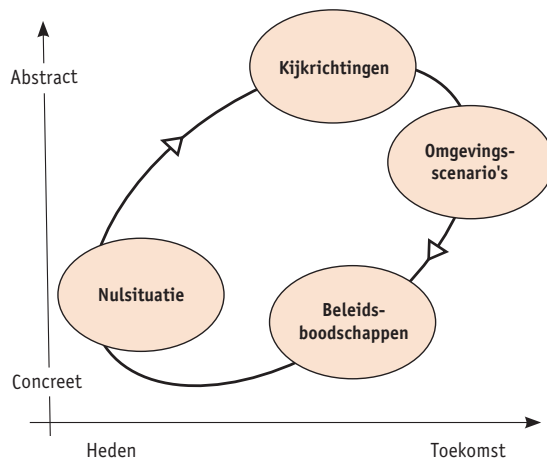 Kijkrichtingen
Abstract
Omgevings-
scenario's
Nulsituatie
Beleids-
boodschappen
Concreet
Heden
Toekomst